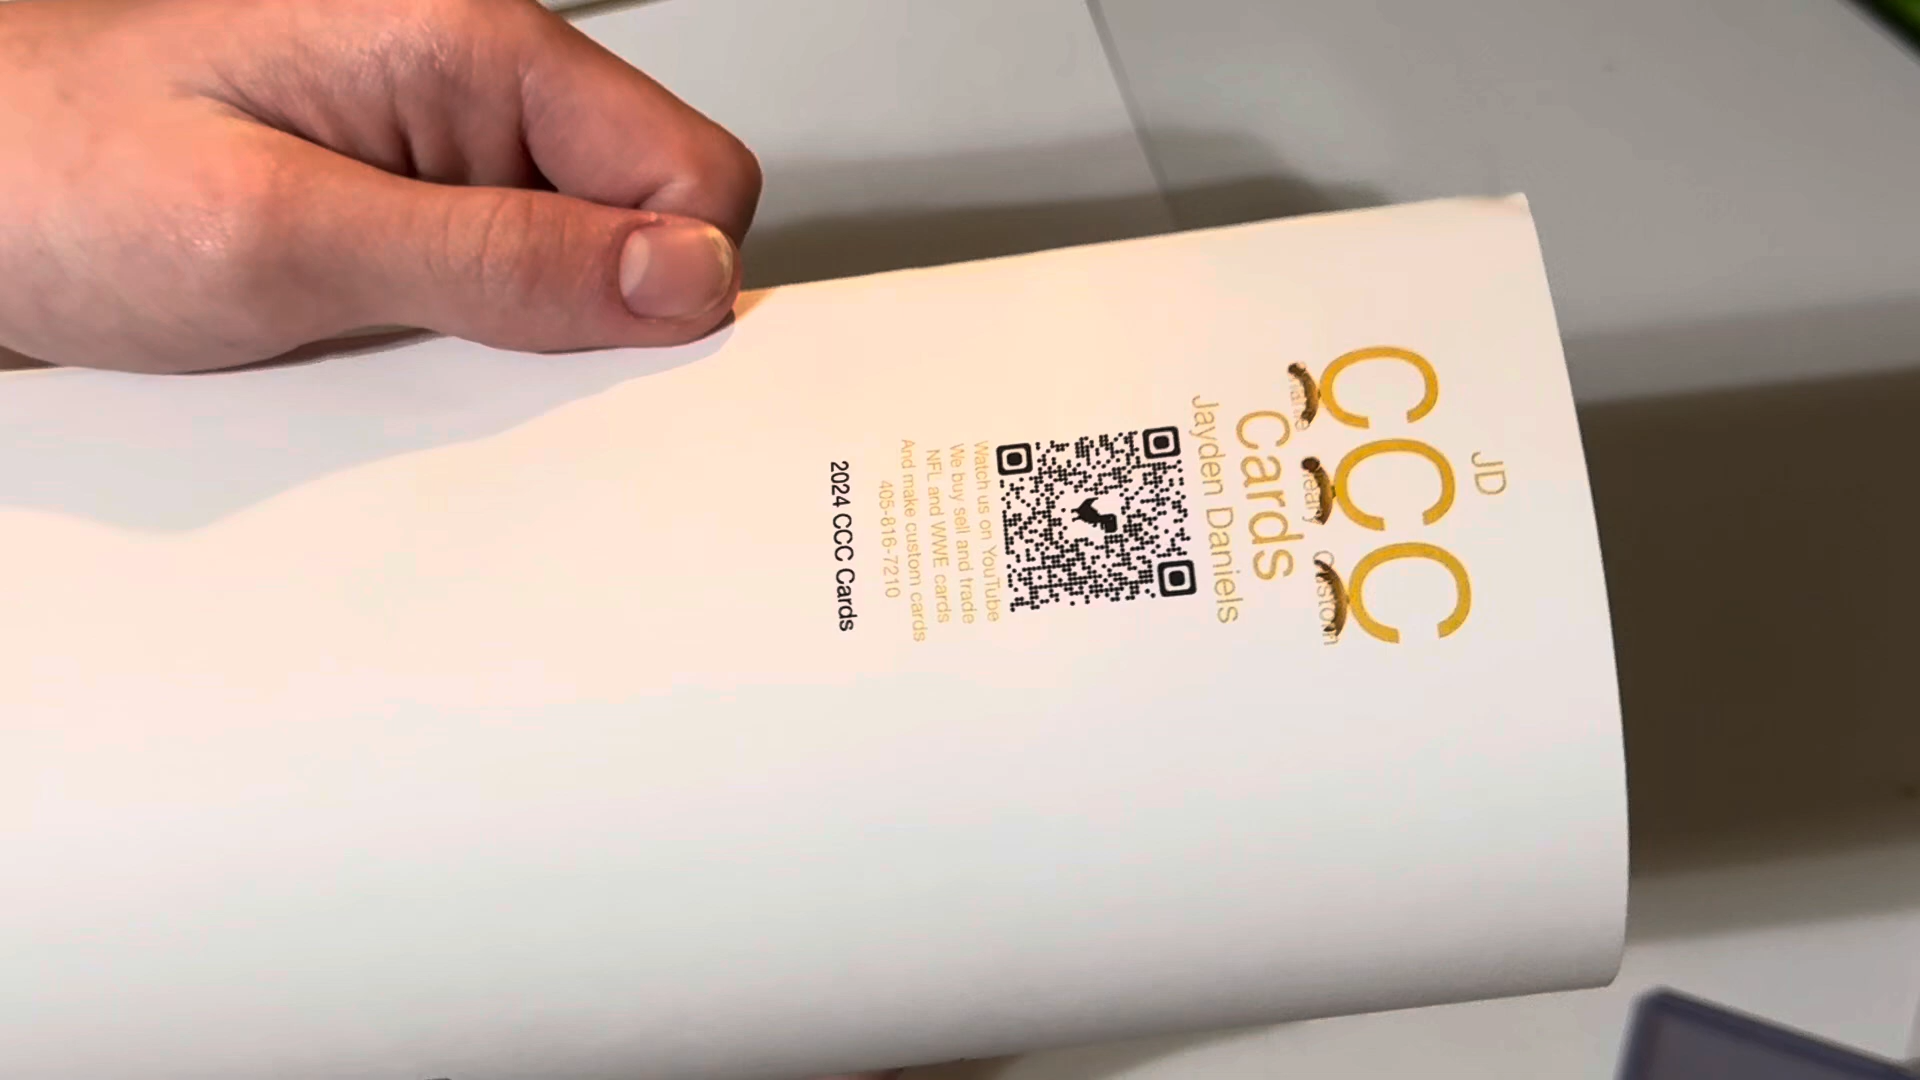 JD
CCC
Custom
Cards
Jayden Daniels
Watch us on YouTube
We buy sell and trade
NFL and WWE cards
And make custom cards
405-816-7210
2024 CCC Cards